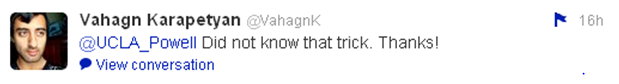 Vahagn Karapetyan @VahagnK 16h
@UCLA_Powell Did not know that trick. Thanks!
View conversation